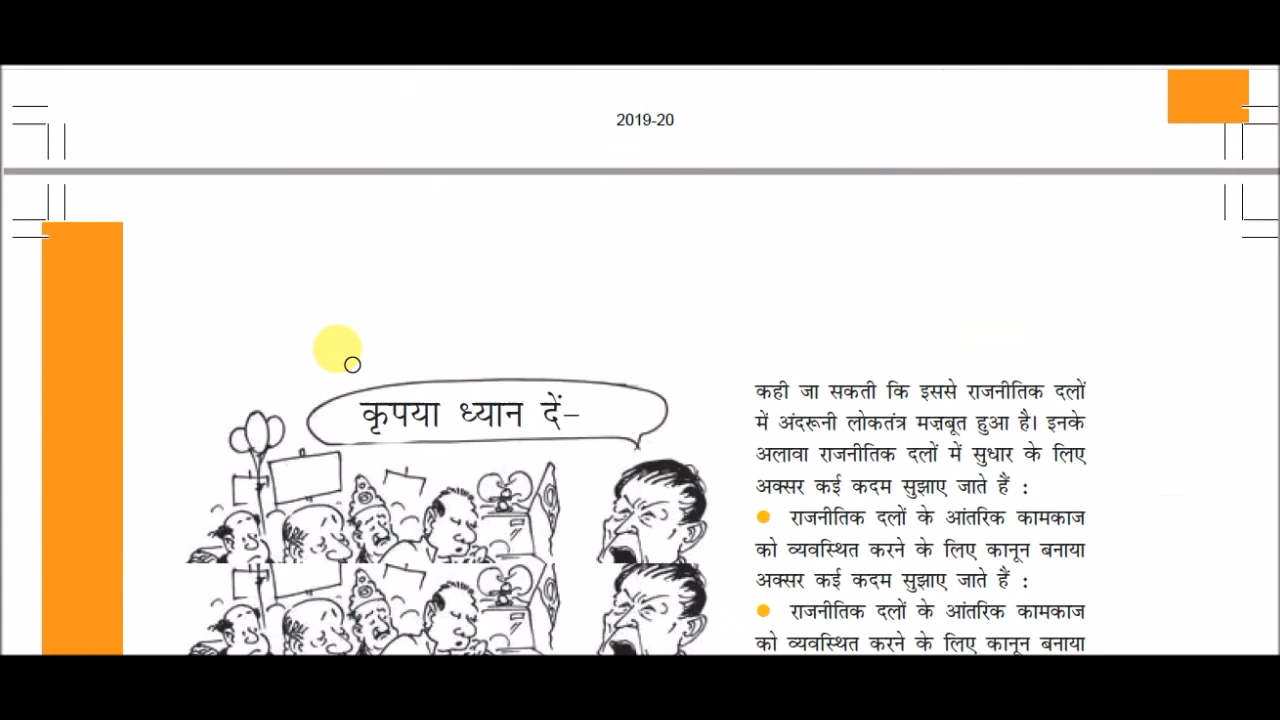 2019-20
कृपया ध्यान दें–
कही जा सकती कि इससे राजनीतिक दलों
में अंदरूनी लोकतंत्र मज़बूत हुआ है। इनके
अलावा राजनीतिक दलों में सुधार के लिए
अक्सर कई कदम सुझाए जाते हैं :
● राजनीतिक दलों के आंतरिक कामकाज
को व्यवस्थित करने के लिए कानून बनाया
अक्सर कई कदम सुझाए जाते हैं :
● राजनीतिक दलों के आंतरिक कामकाज
को व्यवस्थित करने के लिए कानून बनाया